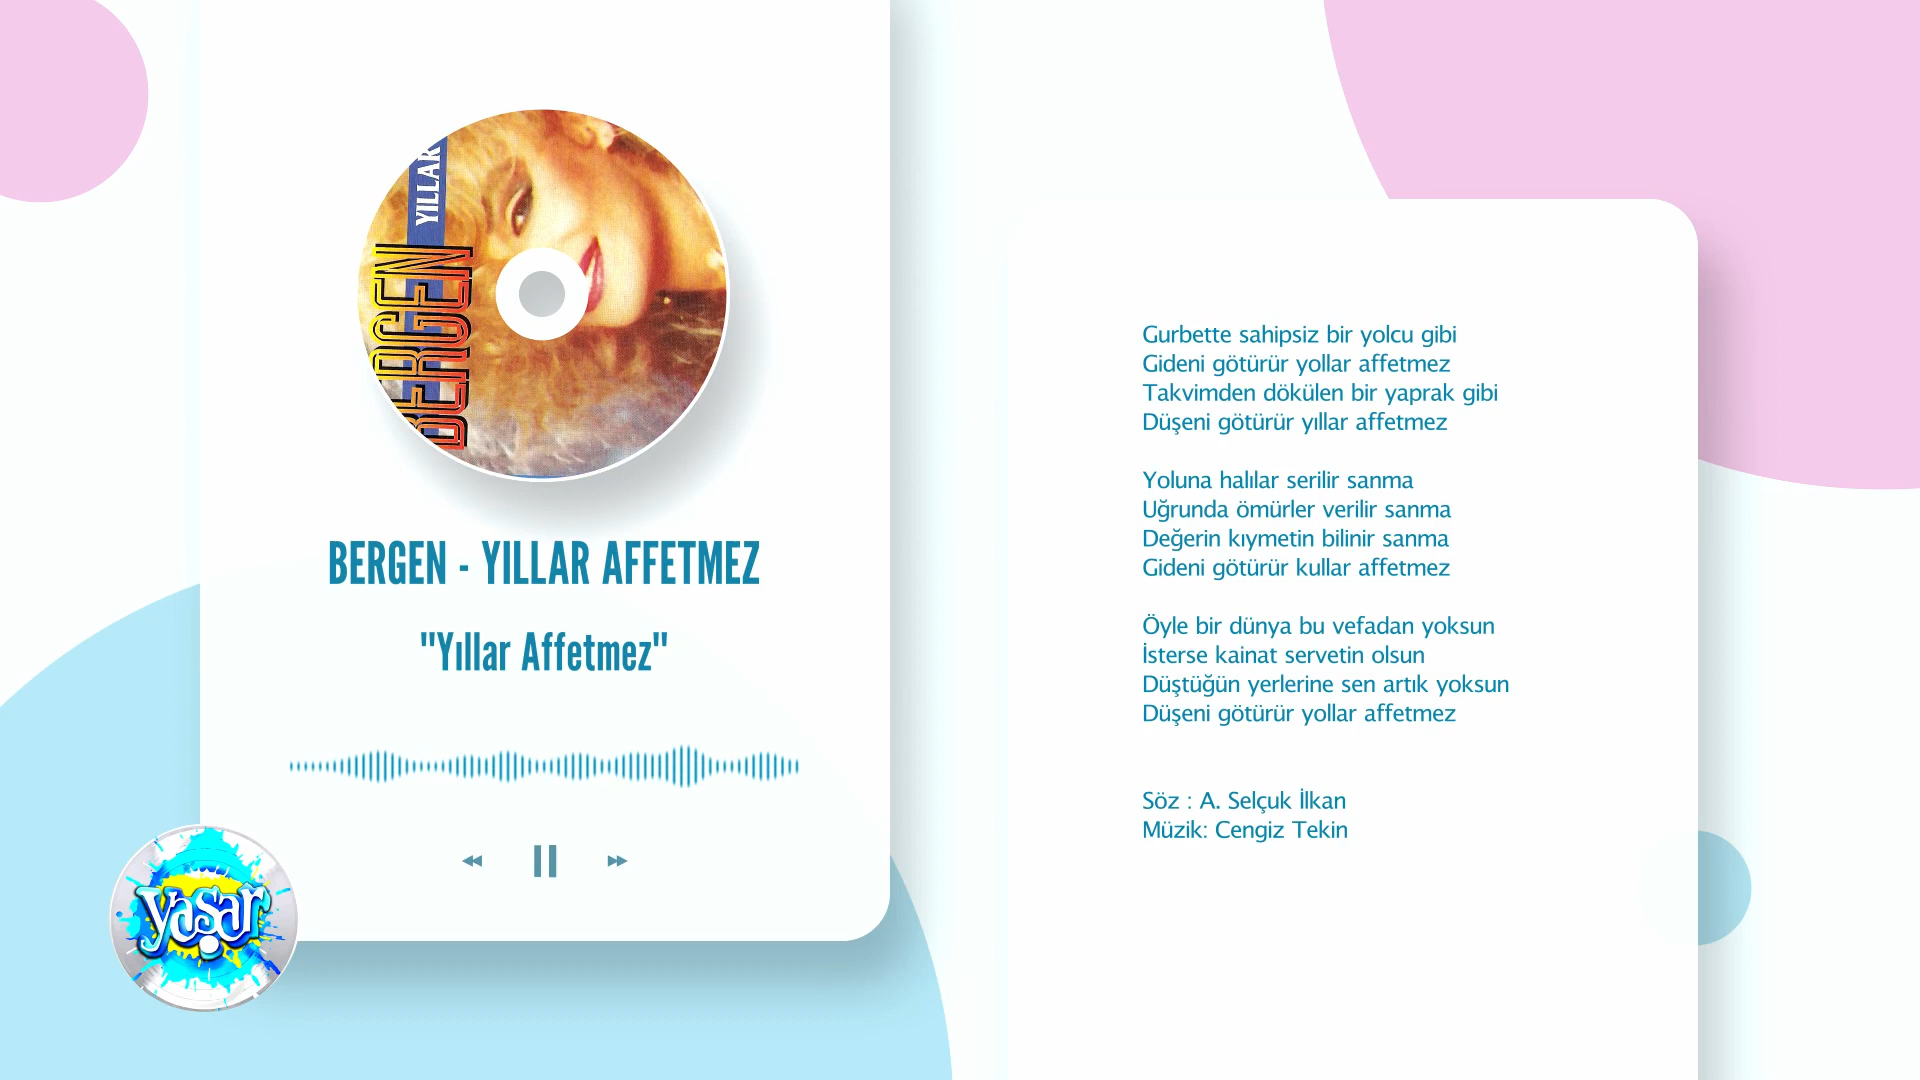 YILLAR
BERGEN
BERGEN - YILLAR AFFETMEZ
"Yıllar Affetmez"
yaşar
Gurbette sahipsiz bir yolcu gibi
Gideni götürür yollar affetmez
Takvimden dökülen bir yaprak gibi
Düşeni götürür yıllar affetmez
Yoluna halılar serilir sanma
Uğrunda ömürler verilir sanma
Değerin kıymetin bilinir sanma
Gideni götürür kullar affetmez
Öyle bir dünya bu vefadan yoksun
İsterse kainat servetin olsun
Düştüğün yerlerine sen artık yoksun
Düşeni götürür yollar affetmez
Söz : A. Selçuk İlkan
Müzik: Cengiz Tekin